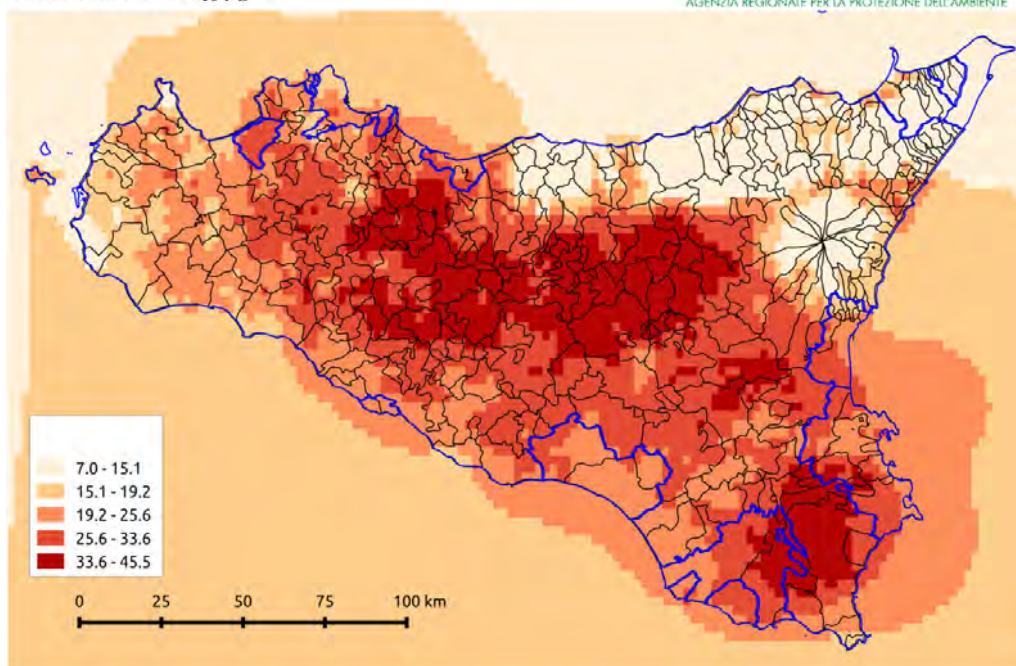 AGENZIA REGIONALE PER LA PROTEZIONE DELL'AMBIENTE
7.0 - 15.1
15.1 - 19.2
19.2 - 25.6
25.6 - 33.6
33.6 - 45.5
0 25 50 75 100 km